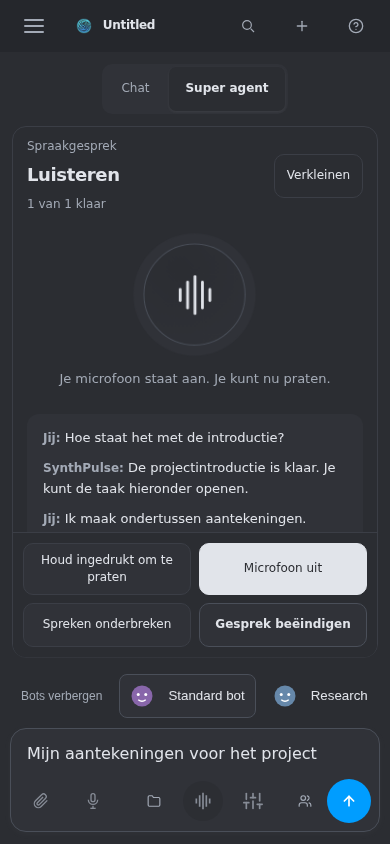 Untitled
Chat
Super agent
Spraakgesprek
Luisteren
Verkleinen
1 van 1 klaar
Je microfoon staat aan. Je kunt nu praten.
Jij: Hoe staat het met de introductie?
SynthPulse: De projectintroductie is klaar. Je
kunt de taak hieronder openen.
Jij: Ik maak ondertussen aantekeningen.
Houd ingedrukt om te
praten
Microfoon uit
Spreken onderbreken
Gesprek beëindigen
Bots verbergen
Standard bot
Research
Mijn aantekeningen voor het project